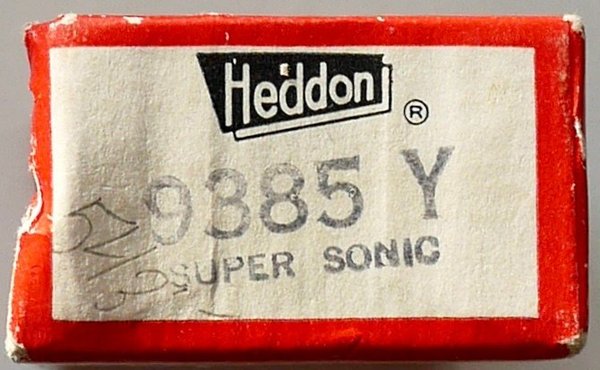 Heddon ®
9385 Y
SUPER SONIC